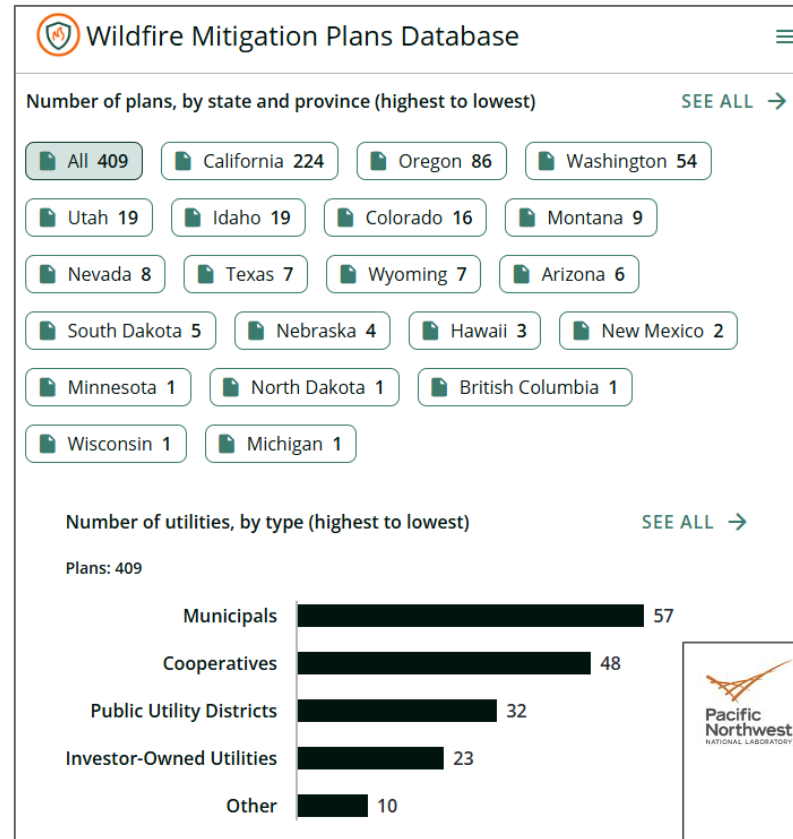 Wildfire Mitigation Plans Database
Number of plans, by state and province (highest to lowest) SEE ALL →
All 409 California 224 Oregon 86 Washington 54
Utah 19 Idaho 19 Colorado 16 Montana 9
Nevada 8 Texas 7 Wyoming 7 Arizona 6
South Dakota 5 Nebraska 4 Hawaii 3 New Mexico 2
Minnesota 1 North Dakota 1 British Columbia 1
Wisconsin 1 Michigan 1
Number of utilities, by type (highest to lowest) SEE ALL →
Plans: 409
Municipals 57
Cooperatives 48
Public Utility Districts 32
Investor-Owned Utilities 23
Other 10
Pacific
Northwest
NATIONAL LABORATORY